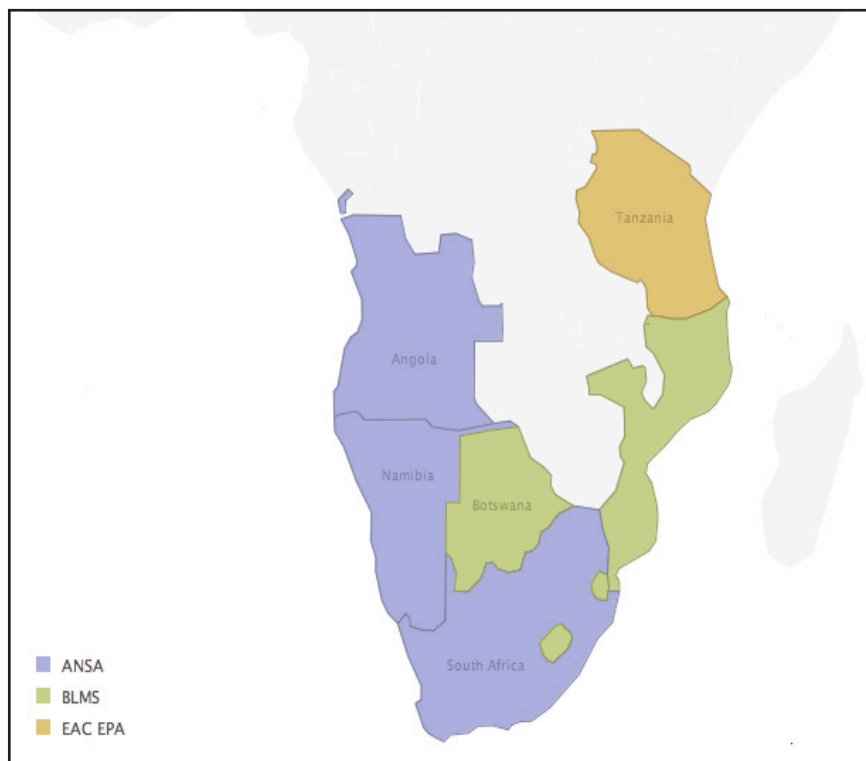 Tanzania
Angola
Namibia
Botswana
South Africa
ANSA
BLMS
EAC EPA